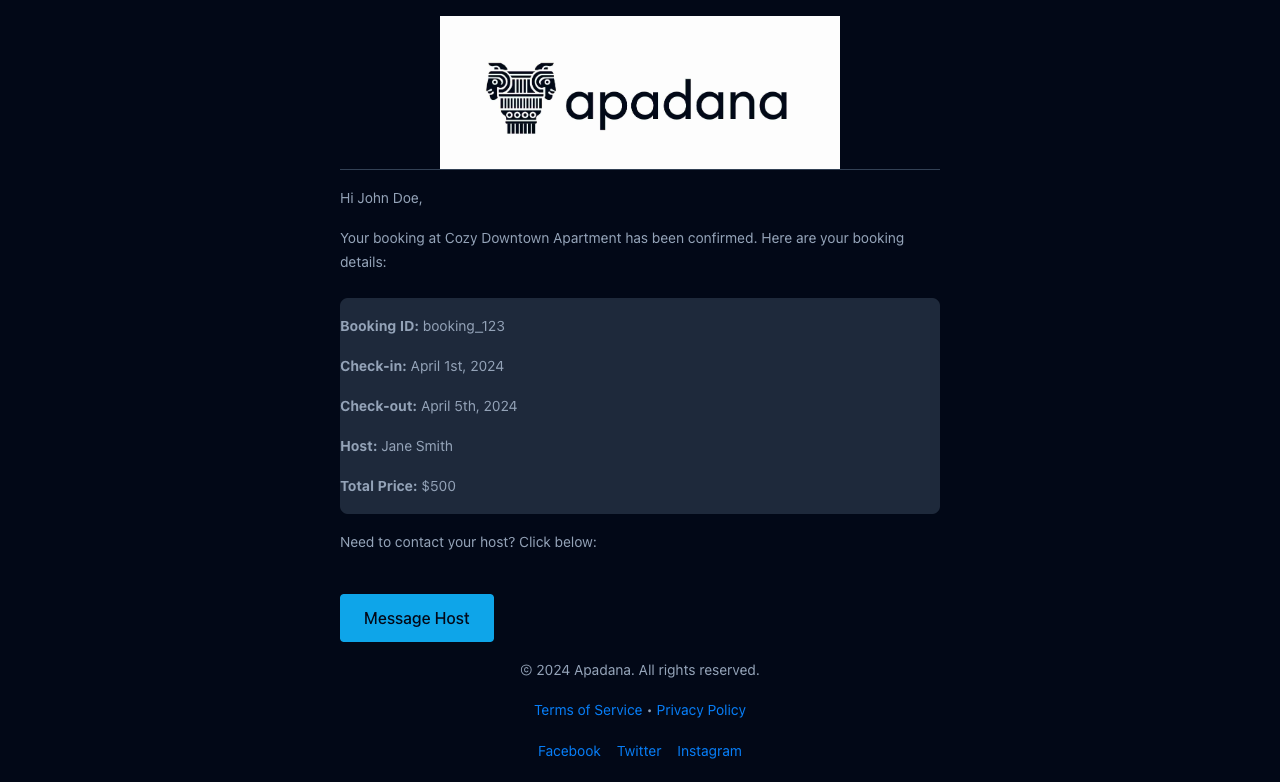 apadana
Hi John Doe,
Your booking at Cozy Downtown Apartment has been confirmed. Here are your booking
details:
Booking ID: booking_123
Check-in: April 1st, 2024
Check-out: April 5th, 2024
Host: Jane Smith
Total Price: $500
Need to contact your host? Click below:
Message Host
© 2024 Apadana. All rights reserved.
Terms of Service • Privacy Policy
Facebook Twitter Instagram